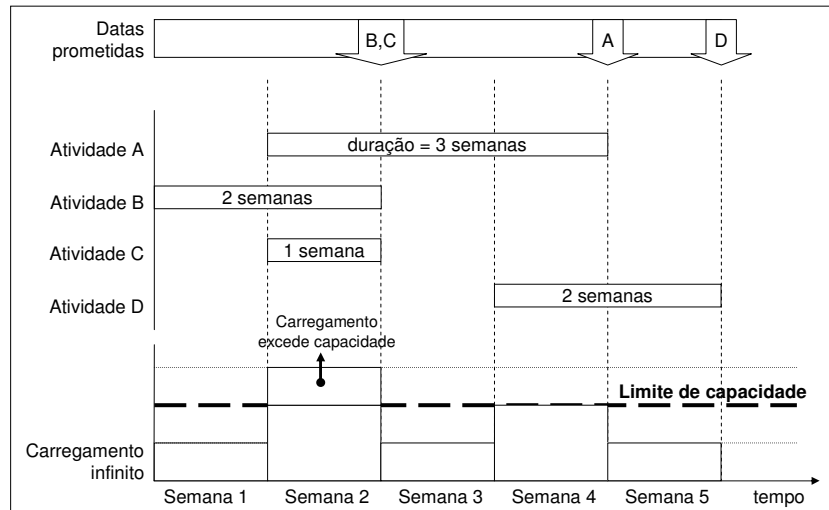 Datas
prometidas
B,C
A
D
Atividade A
duração = 3 semanas
Atividade B
2 semanas
Atividade C
1 semana
Atividade D
2 semanas
Carregamento
excede capacidade
Limite de capacidade
Carregamento
infinito
Semana 1
Semana 2
Semana 3
Semana 4
Semana 5
tempo